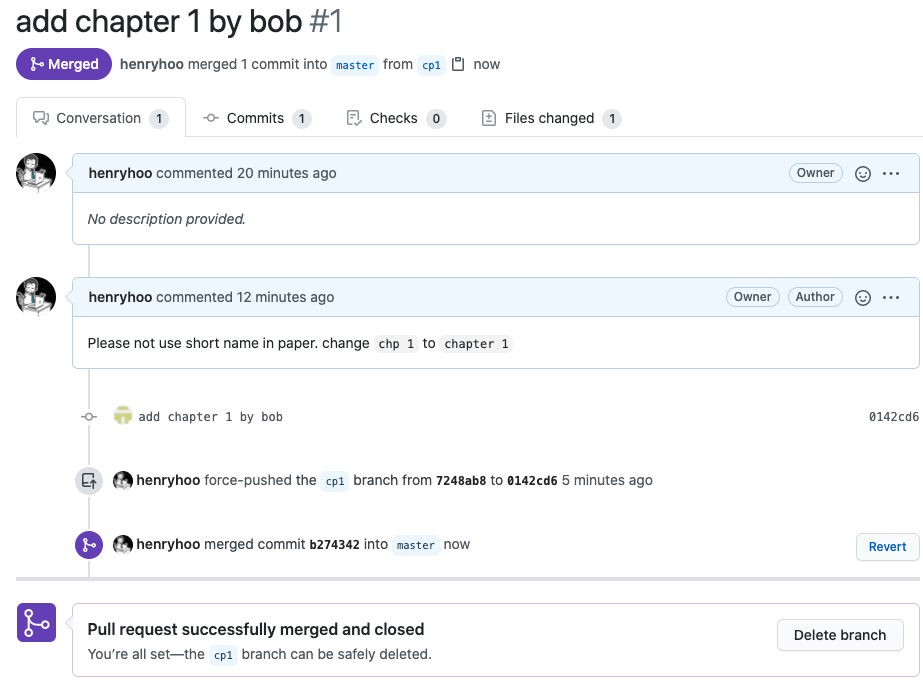 add chapter 1 by bob #1
Merged henryhoo merged 1 commit into master from cp1 now
Conversation 1 Commits 1 Checks 0 Files changed 1
henryhoo commented 20 minutes ago Owner
No description provided.
henryhoo commented 12 minutes ago Owner Author
Please not use short name in paper. change chp 1 to chapter 1
add chapter 1 by bob 0142cd6
henryhoo force-pushed the cp1 branch from 7248ab8 to 0142cd6 5 minutes ago
henryhoo merged commit b274342 into master now Revert
Pull request successfully merged and closed
You're all set—the cp1 branch can be safely deleted. Delete branch